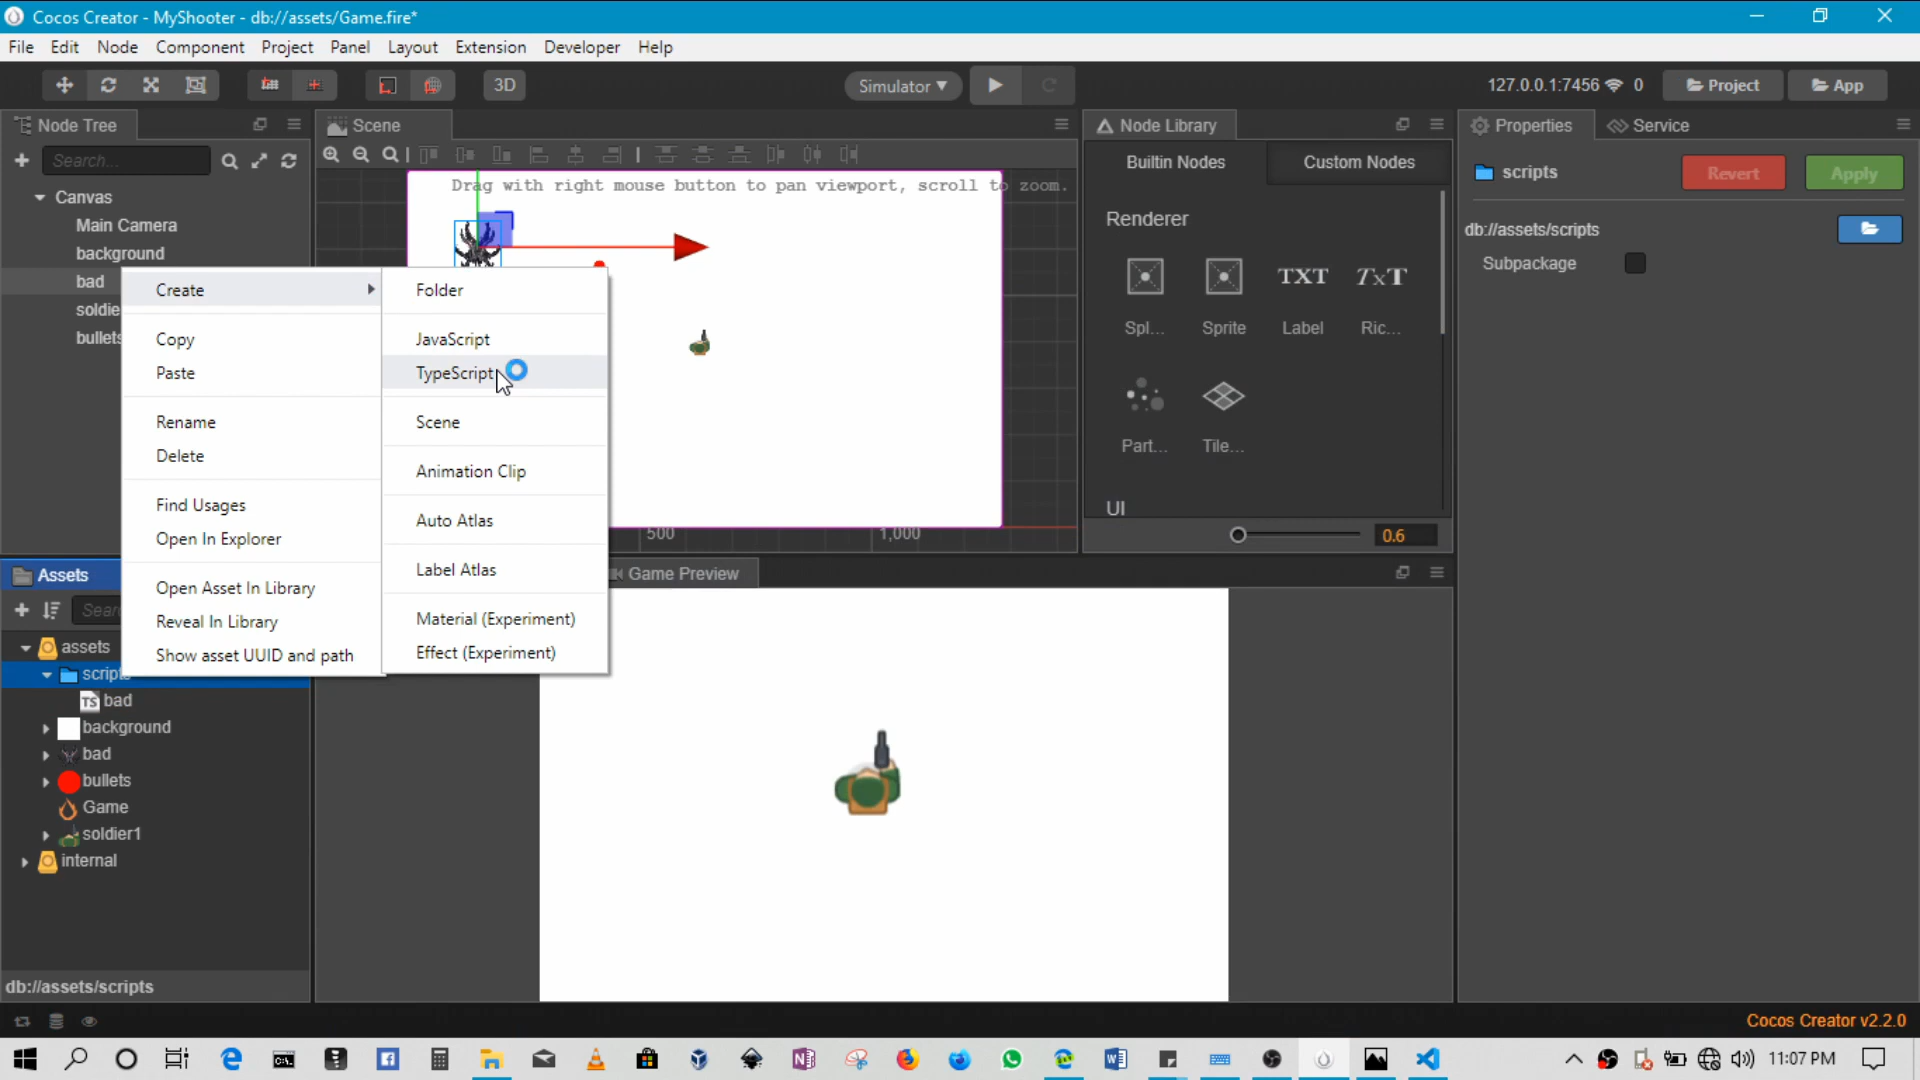 Cocos Creator - MyShooter - db://assets/Game.fire*
File Edit Node Component Project Panel Layout Extension Developer Help
3D
Simulator ▼
127.0.0.1:7456 0
Project
App
Node Tree
Search...
Canvas
Main Camera
background
bad
soldie
bullets
Scene
Drag with right mouse button to pan viewport, scroll to zoom.
500
1,000
Create
Copy
Paste
Rename
Delete
Find Usages
Open In Explorer
Open Asset In Library
Reveal In Library
Show asset UUID and path
Folder
JavaScript
TypeScript
Scene
Animation Clip
Auto Atlas
Label Atlas
Material (Experiment)
Effect (Experiment)
Node Library
Builtin Nodes
Custom Nodes
Renderer
TXT
TxT
Spl...
Sprite
Label
Ric...
Part...
Tile...
UI
0.6
Properties
Service
scripts
Revert
Apply
db://assets/scripts
Subpackage
Assets
Sear
assets
scripts
TS bad
background
bad
bullets
Game
soldier1
internal
db://assets/scripts
Game Preview
Cocos Creator v2.2.0
11:07 PM